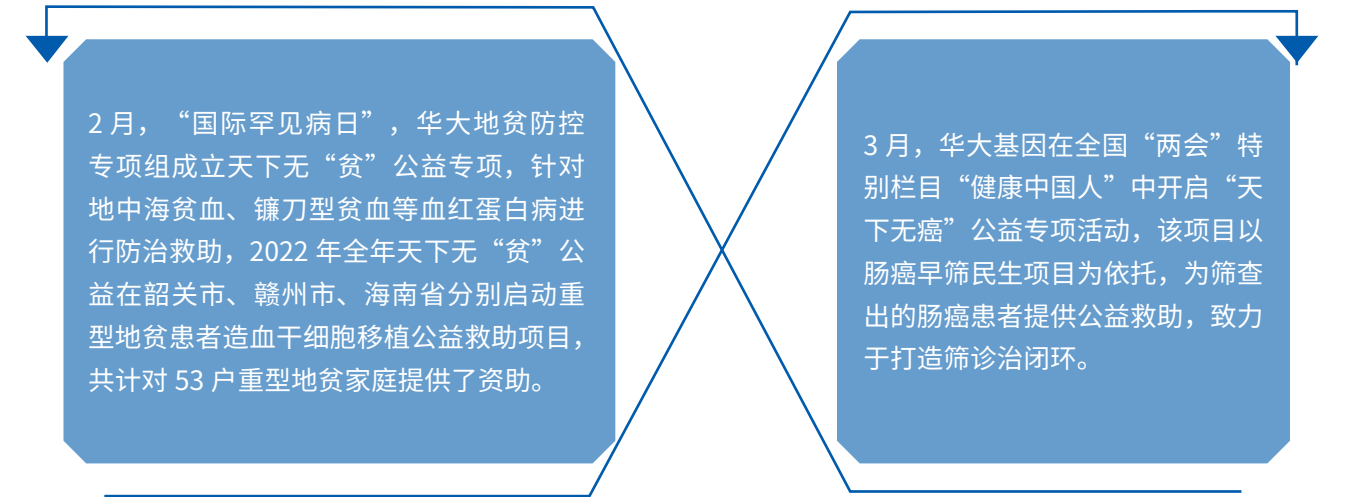 2 月，“国际罕见病日”，华大地贫防控
专项组成立天下无“贫”公益专项，针对
地中海贫血、镰刀型贫血等血红蛋白病进
行防治救助，2022 年全年天下无“贫”公
益在韶关市、赣州市、海南省分别启动重
型地贫患者造血干细胞移植公益救助项目，
共计对 53 户重型地贫家庭提供了资助。
3 月，华大基因在全国“两会”特
别栏目“健康中国人”中开启“天
下无癌”公益专项活动，该项目以
肠癌早筛民生项目为依托，为筛查
出的肠癌患者提供公益救助，致力
于打造筛诊治闭环。